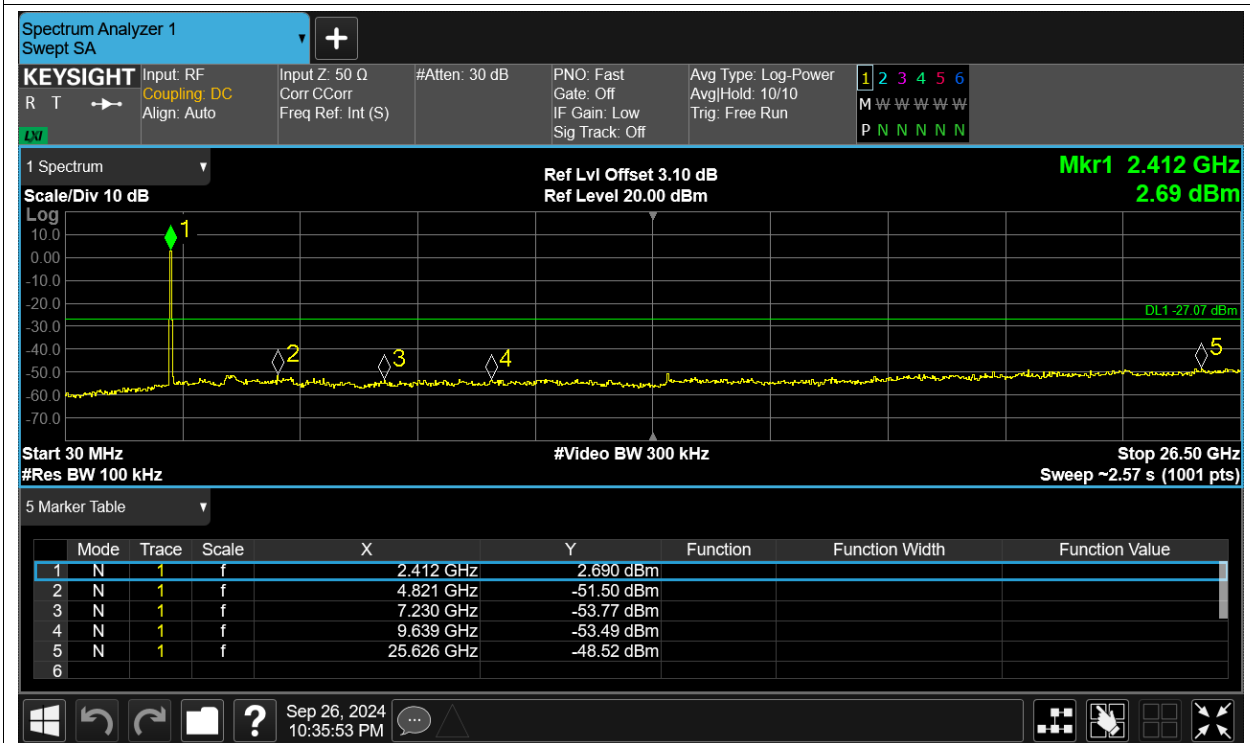 Spectrum Analyzer 1
Swept SA
KEYSIGHT
R T
LXI
Input: RF
Coupling: DC
Align: Auto
Input Z: 50 Ω
Corr CCorr
Freq Ref: Int (S)
#Atten: 30 dB
PNO: Fast
Gate: Off
IF Gain: Low
Sig Track: Off
Avg Type: Log-Power
Avg|Hold: 10/10
Trig: Free Run
1 2 3 4 5 6
M W W W W W
P N N N N N
1 Spectrum
Scale/Div 10 dB
Ref Lvl Offset 3.10 dB
Ref Level 20.00 dBm
Mkr1 2.412 GHz
2.69 dBm
Log
10.0
0.00
-10.0
-20.0
-30.0
-40.0
-50.0
-60.0
-70.0
1
2
3
4
5
DL1 -27.07 dBm
Start 30 MHz
#Res BW 100 kHz
#Video BW 300 kHz
Stop 26.50 GHz
Sweep ~2.57 s (1001 pts)
5 Marker Table
Mode Trace Scale X Y Function Function Width Function Value
1 N 1 f 2.412 GHz 2.690 dBm
2 N 1 f 4.821 GHz -51.50 dBm
3 N 1 f 7.230 GHz -53.77 dBm
4 N 1 f 9.639 GHz -53.49 dBm
5 N 1 f 25.626 GHz -48.52 dBm
6
?
Sep 26, 2024
10:35:53 PM